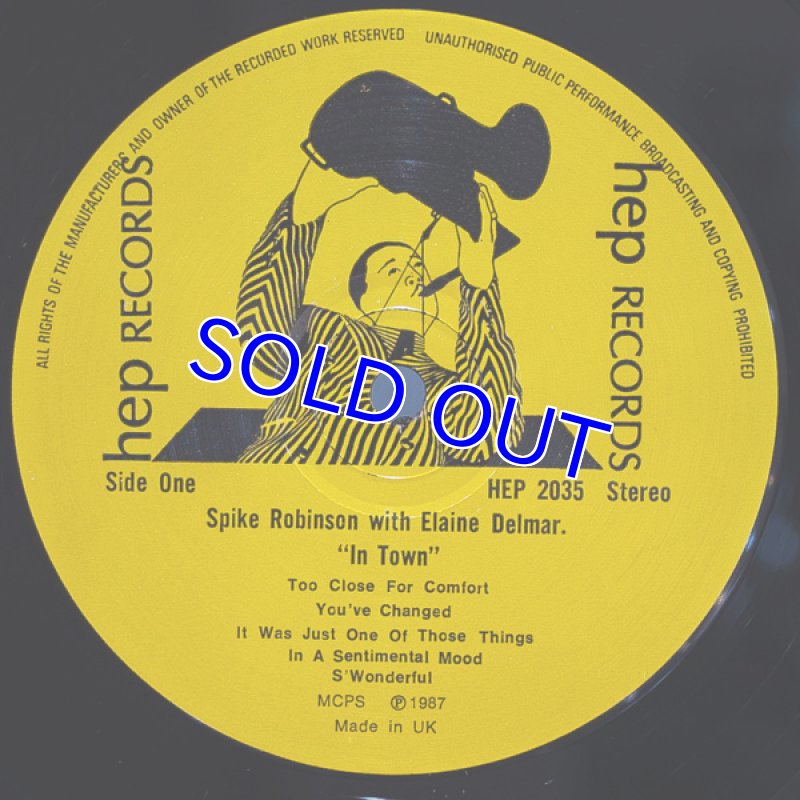 ALL RIGHTS OF THE MANUFACTURERS AND OWNER OF THE RECORDED WORK RESERVED
UNAUTHORISED PUBLIC PERFORMANCE BROADCASTING AND COPYING PROHIBITED
hep RECORDS
hep RECORDS
SOLD OUT
Side One
HEP 2035 Stereo
Spike Robinson with Elaine Delmar.
“In Town”
Too Close For Comfort
You've Changed
It Was Just One Of Those Things
In A Sentimental Mood
S'Wonderful
MCPS ℗ 1987
Made in UK